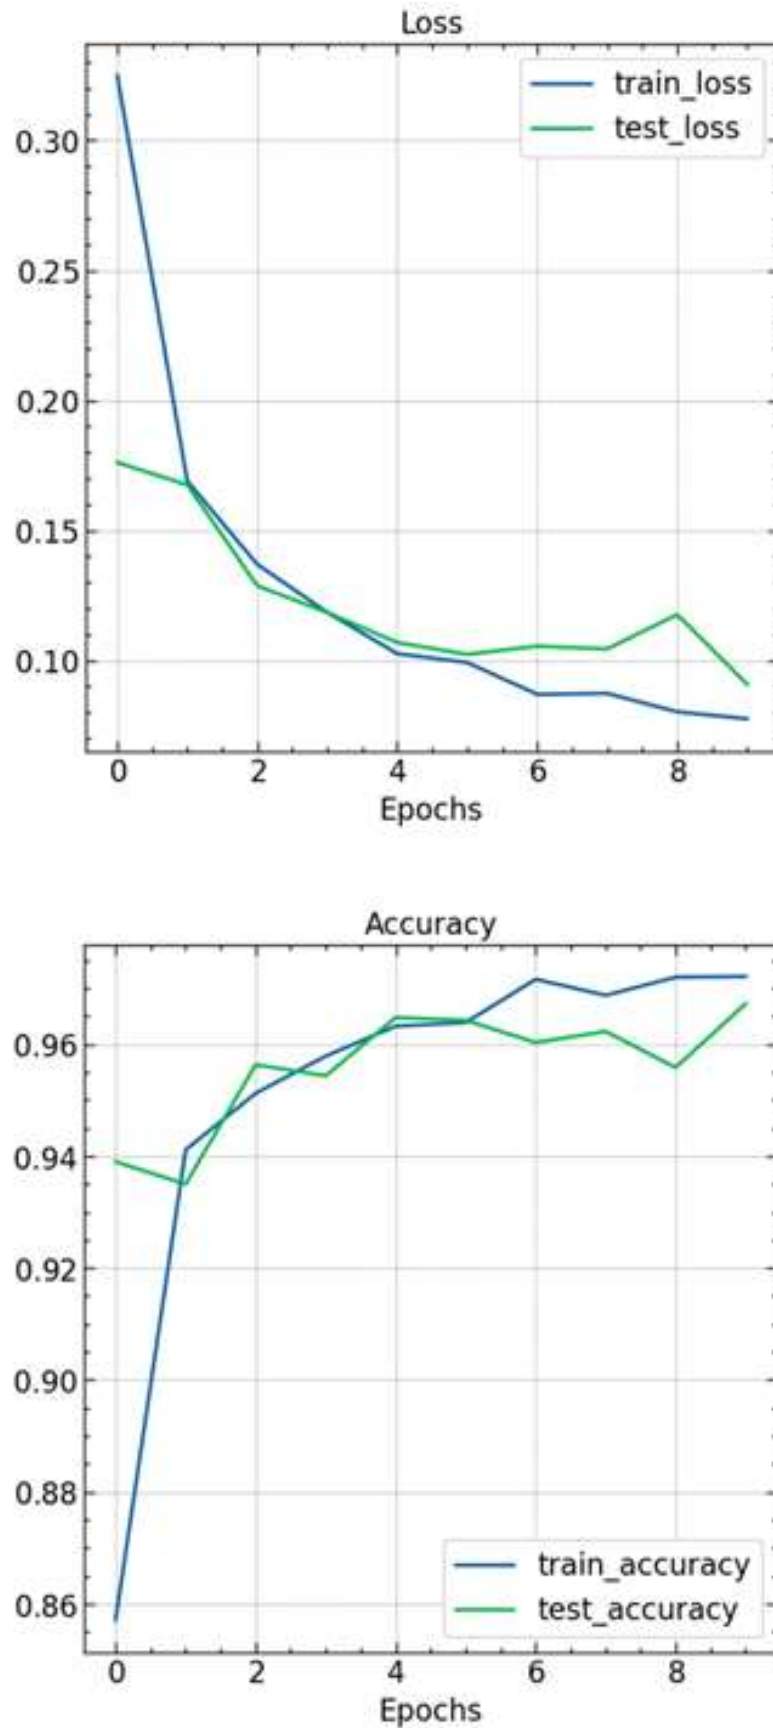 Loss
train_loss
test_loss
0.30
0.25
0.20
0.15
0.10
0 2 4 6 8
Epochs
Accuracy
0.96
0.94
0.92
0.90
0.88
0.86
train_accuracy
test_accuracy
0 2 4 6 8
Epochs